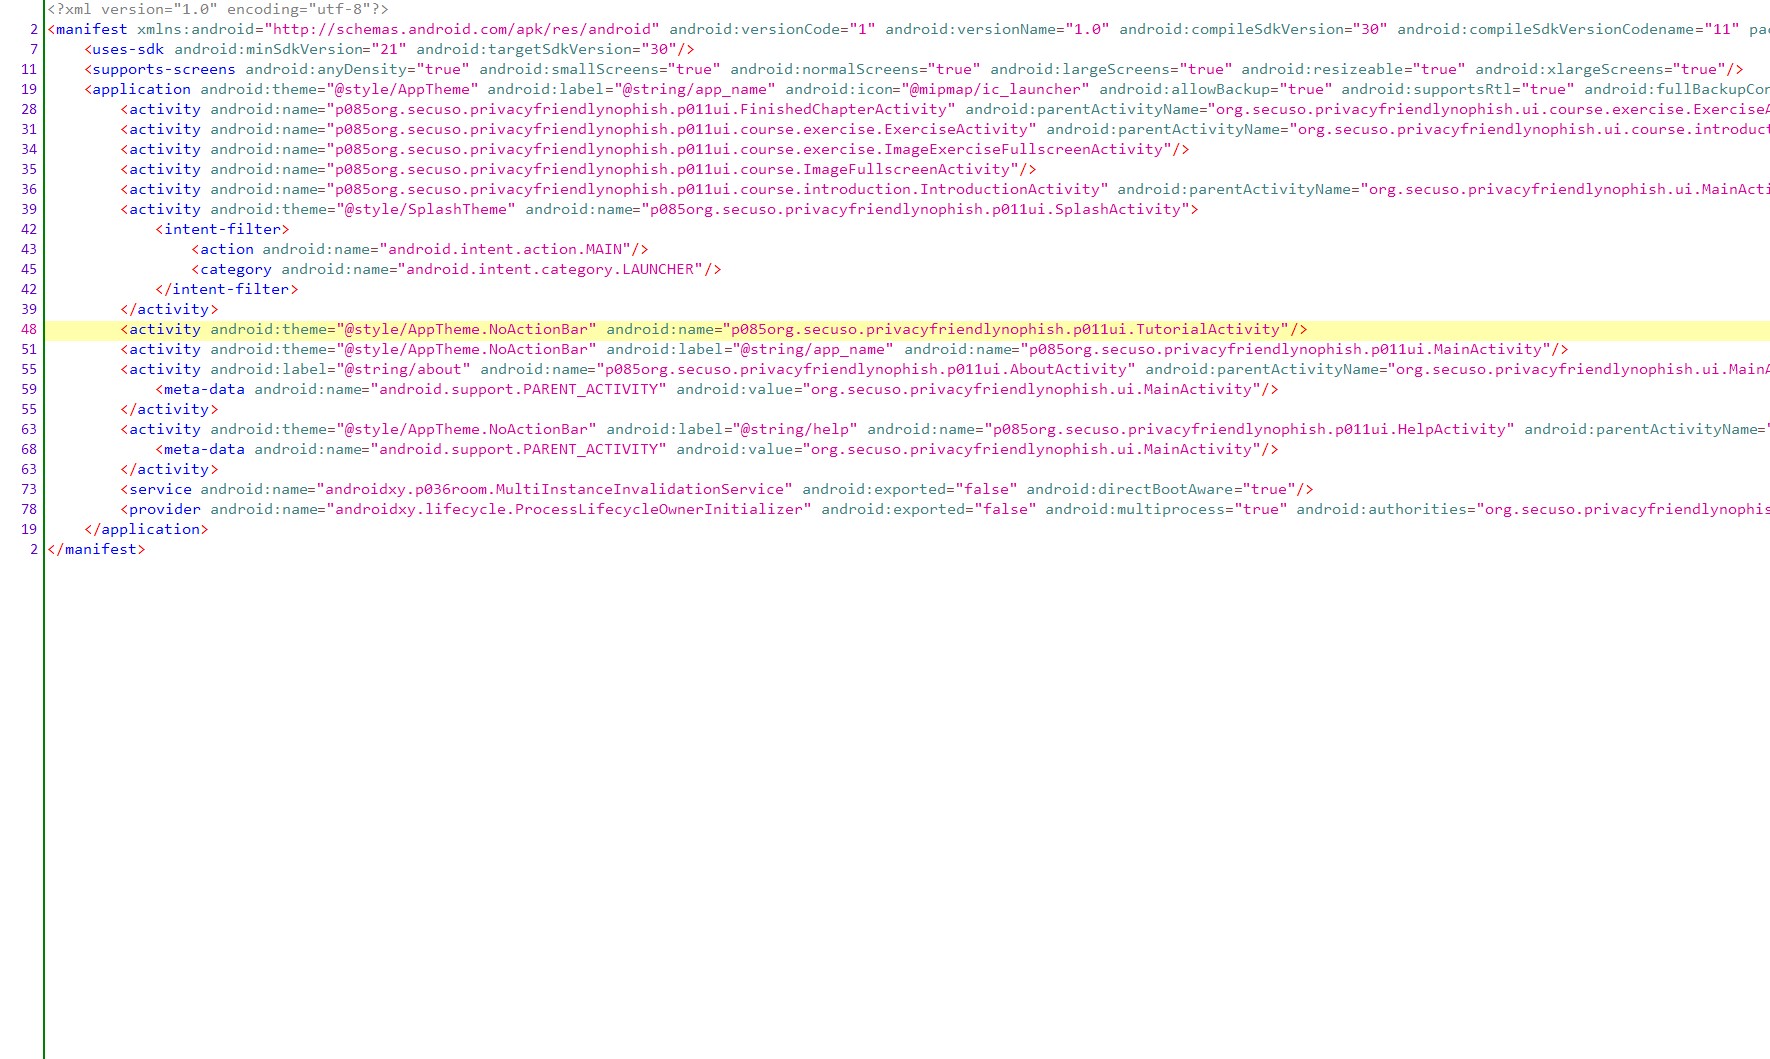 <?xml version="1.0" encoding="utf-8"?>
2 <manifest xmlns:android="http://schemas.android.com/apk/res/android" android:versionCode="1" android:versionName="1.0" android:compileSdkVersion="30" android:compileSdkVersionCodename="11" pac
7 <uses-sdk android:minSdkVersion="21" android:targetSdkVersion="30"/>
11 <supports-screens android:anyDensity="true" android:smallScreens="true" android:normalScreens="true" android:largeScreens="true" android:resizeable="true" android:xlargeScreens="true"/>
19 <application android:theme="@style/AppTheme" android:label="@string/app_name" android:icon="@mipmap/ic_launcher" android:allowBackup="true" android:supportsRtl="true" android:fullBackupCon
28 <activity android:name="p085org.secuso.privacyfriendlynophish.p011ui.FinishedChapterActivity" android:parentActivityName="org.secuso.privacyfriendlynophish.ui.course.exercise.ExerciseA
31 <activity android:name="p085org.secuso.privacyfriendlynophish.p011ui.course.exercise.ExerciseActivity" android:parentActivityName="org.secuso.privacyfriendlynophish.ui.course.introduct
34 <activity android:name="p085org.secuso.privacyfriendlynophish.p011ui.course.exercise.ImageExerciseFullscreenActivity"/>
35 <activity android:name="p085org.secuso.privacyfriendlynophish.p011ui.course.ImageFullscreenActivity"/>
36 <activity android:name="p085org.secuso.privacyfriendlynophish.p011ui.course.introduction.IntroductionActivity" android:parentActivityName="org.secuso.privacyfriendlynophish.ui.MainActi
39 <activity android:theme="@style/SplashTheme" android:name="p085org.secuso.privacyfriendlynophish.p011ui.SplashActivity">
42 <intent-filter>
43 <action android:name="android.intent.action.MAIN"/>
45 <category android:name="android.intent.category.LAUNCHER"/>
42 </intent-filter>
39 </activity>
48 <activity android:theme="@style/AppTheme.NoActionBar" android:name="p085org.secuso.privacyfriendlynophish.p011ui.TutorialActivity"/>
51 <activity android:theme="@style/AppTheme.NoActionBar" android:label="@string/app_name" android:name="p085org.secuso.privacyfriendlynophish.p011ui.MainActivity"/>
55 <activity android:label="@string/about" android:name="p085org.secuso.privacyfriendlynophish.p011ui.AboutActivity" android:parentActivityName="org.secuso.privacyfriendlynophish.ui.MainA
59 <meta-data android:name="android.support.PARENT_ACTIVITY" android:value="org.secuso.privacyfriendlynophish.ui.MainActivity"/>
55 </activity>
63 <activity android:theme="@style/AppTheme.NoActionBar" android:label="@string/help" android:name="p085org.secuso.privacyfriendlynophish.p011ui.HelpActivity" android:parentActivityName="
68 <meta-data android:name="android.support.PARENT_ACTIVITY" android:value="org.secuso.privacyfriendlynophish.ui.MainActivity"/>
63 </activity>
73 <service android:name="androidxy.p036room.MultiInstanceInvalidationService" android:exported="false" android:directBootAware="true"/>
78 <provider android:name="androidxy.lifecycle.ProcessLifecycleOwnerInitializer" android:exported="false" android:multiprocess="true" android:authorities="org.secuso.privacyfriendlynophis
19 </application>
2 </manifest>